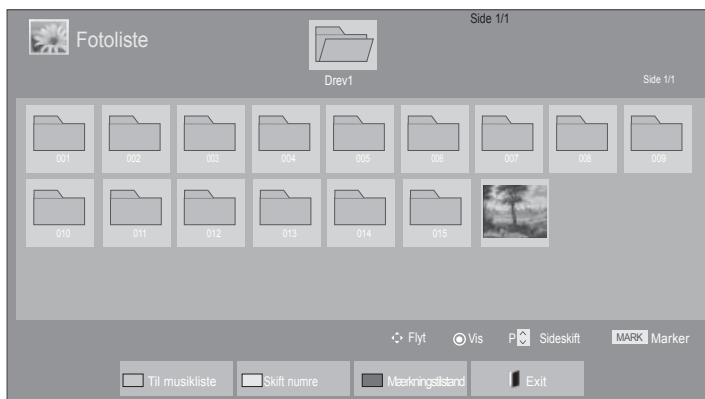 Side 1/1
Fotoliste
Drev1
Side 1/1
001 002 003 004 005 006 007 008 009
010 011 012 013 014 015
Flyt Vis P Sideskift MARK Marker
Til musikliste Skift numre Mærkningstilstand Exit